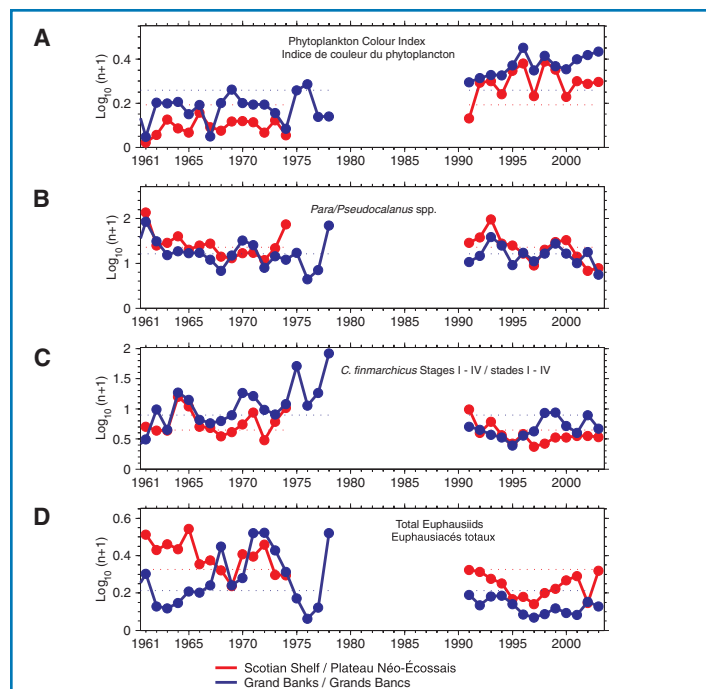 A
Phytoplankton Colour Index
Indice de couleur du phytoplancton
Log10 (n+1)
0.4
0.2
0
1961 1965 1970 1975 1980 1985 1990 1995 2000
B
Para/Pseudocalanus spp.
Log10 (n+1)
2
1
0
1961 1965 1970 1975 1980 1985 1990 1995 2000
C
C. finmarchicus Stages I - IV / stades I - IV
Log10 (n+1)
2
1.5
1
0.5
0
1961 1965 1970 1975 1980 1985 1990 1995 2000
D
Total Euphausiids
Euphausiacés totaux
Log10 (n+1)
0.6
0.4
0.2
0
1961 1965 1970 1975 1980 1985 1990 1995 2000
Scotian Shelf / Plateau Néo-Écossais
Grand Banks / Grands Bancs